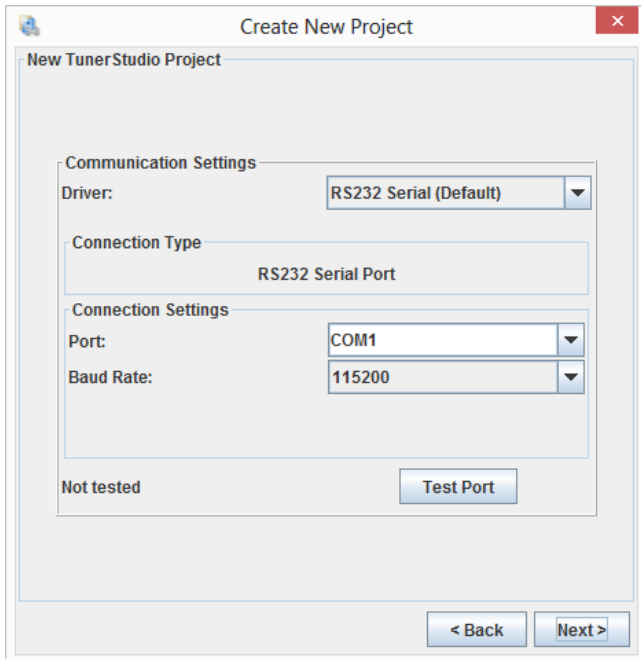 Create New Project
New TunerStudio Project
Communication Settings
Driver: RS232 Serial (Default)
Connection Type
RS232 Serial Port
Connection Settings
Port: COM1
Baud Rate: 115200
Not tested Test Port
< Back Next >